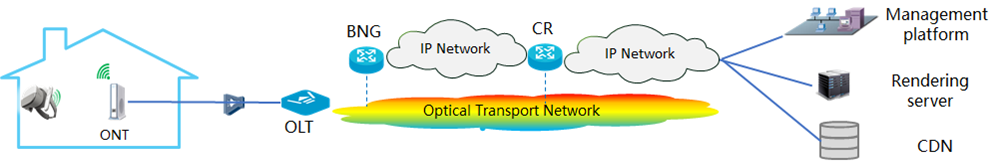 BNG
IP Network
CR
IP Network
Management
platform
Rendering
server
CDN
ONT
OLT
Optical Transport Network